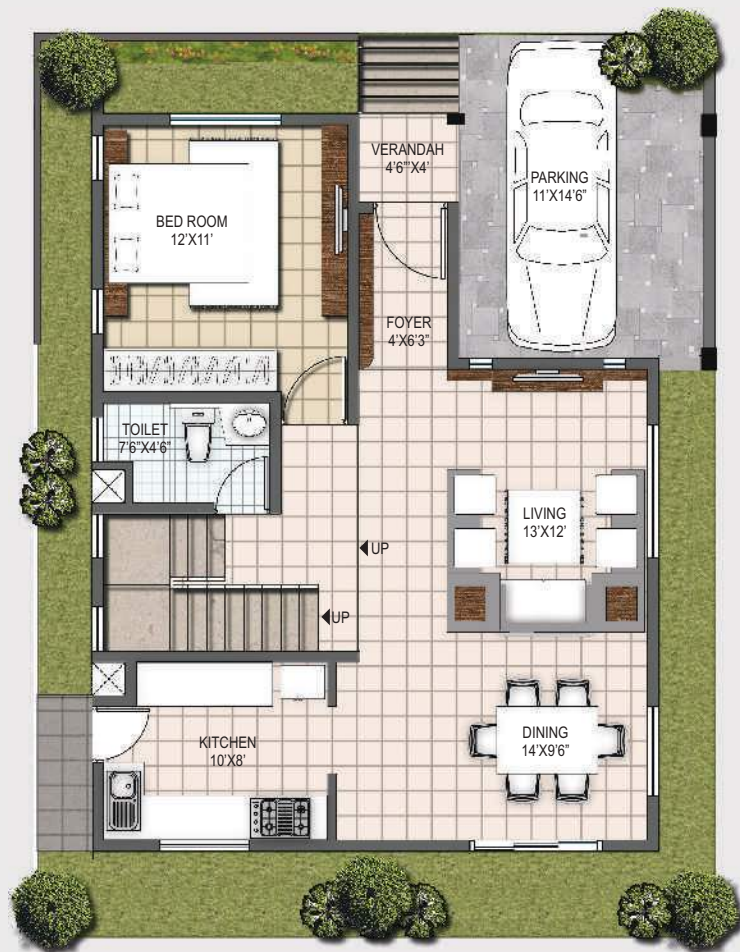 VERANDAH
4'6"'X4'
PARKING
11'X14'6"
BED ROOM
12'X11'
FOYER
4'X6'3"
TOILET
7'6"X4'6"
LIVING
13'X12'
UP
UP
KITCHEN
10'X8'
DINING
14'X9'6"